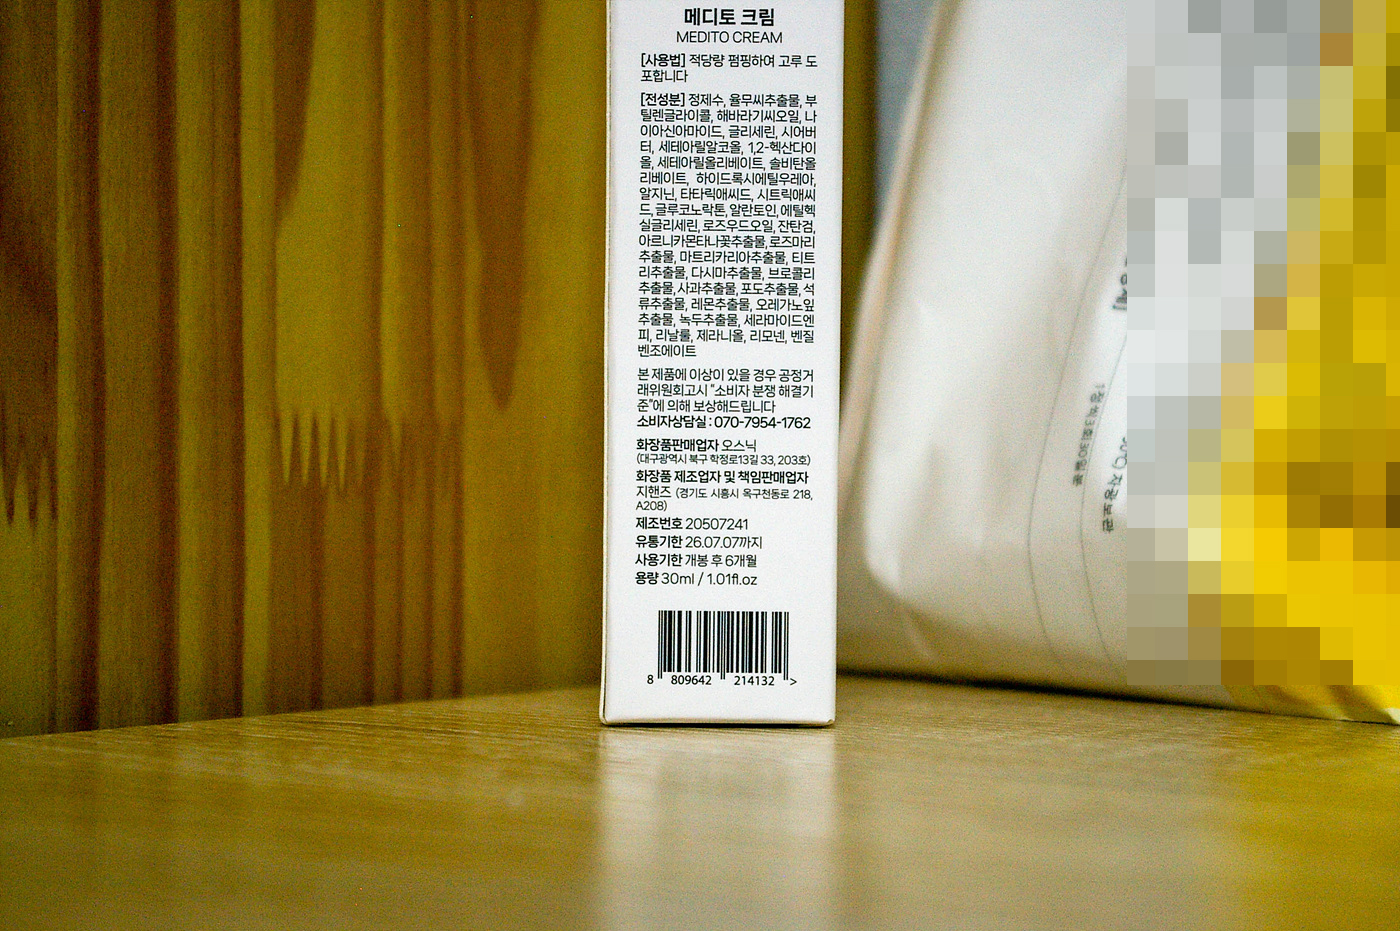 메디토 크림
MEDITO CREAM
[사용법] 적당량 펌핑하여 고루 도
포합니다
[전성분] 정제수, 율무씨추출물, 부
틸렌글라이콜, 해바라기씨오일, 나
이아신아마이드, 글리세린, 시어버
터, 세테아릴알코올, 1,2-헥산다이
올, 세테아릴올리베이트, 솔비탄올
리베이트, 하이드록시에틸우레아,
알지닌, 타타릭애씨드, 시트릭애씨
드, 글루코노락톤, 알란토인, 에틸헥
실글리세린, 로즈우드오일, 잔탄검,
아르니카몬타나꽃추출물, 로즈마리
추출물, 마트리카리아추출물, 티트
리추출물, 다시마추출물, 브로콜리
추출물, 사과추출물, 포도추출물, 석
류추출물, 레몬추출물, 오레가노잎
추출물, 녹두추출물, 세라마이드엔
피, 리날룰, 제라니올, 리모넨, 벤질
벤조에이트
본 제품에 이상이 있을 경우 공정거
래위원회고시 "소비자 분쟁 해결기
준"에 의해 보상해드립니다
소비자상담실 : 070-7954-1762
화장품판매업자 오스닉
(대구광역시 북구 학정로13길 33, 203호)
화장품 제조업자 및 책임판매업자
지핸즈 (경기도 시흥시 옥구천동로 218,
A208)
제조번호 20507241
유통기한 26.07.07까지
사용기한 개봉 후 6개월
용량 30ml / 1.01fl.oz
8 809642 214132 >